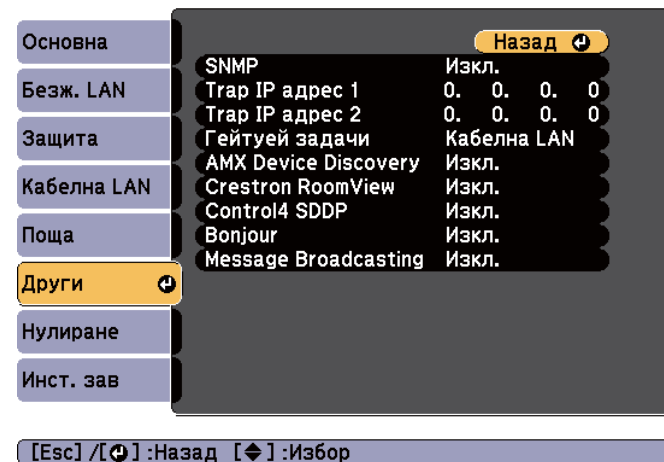 Основна
Безж. LAN
Защита
Кабелна LAN
Поща
Други
Нулиране
Инст. зав
Назад
SNMP Изкл.
Trap IP адрес 1 0. 0. 0. 0
Trap IP адрес 2 0. 0. 0. 0
Гейтуей задачи Кабелна LAN
AMX Device Discovery Изкл.
Crestron RoomView Изкл.
Control4 SDDP Изкл.
Bonjour Изкл.
Message Broadcasting Изкл.
[Esc] /[⏎] :Назад [◆] :Избор